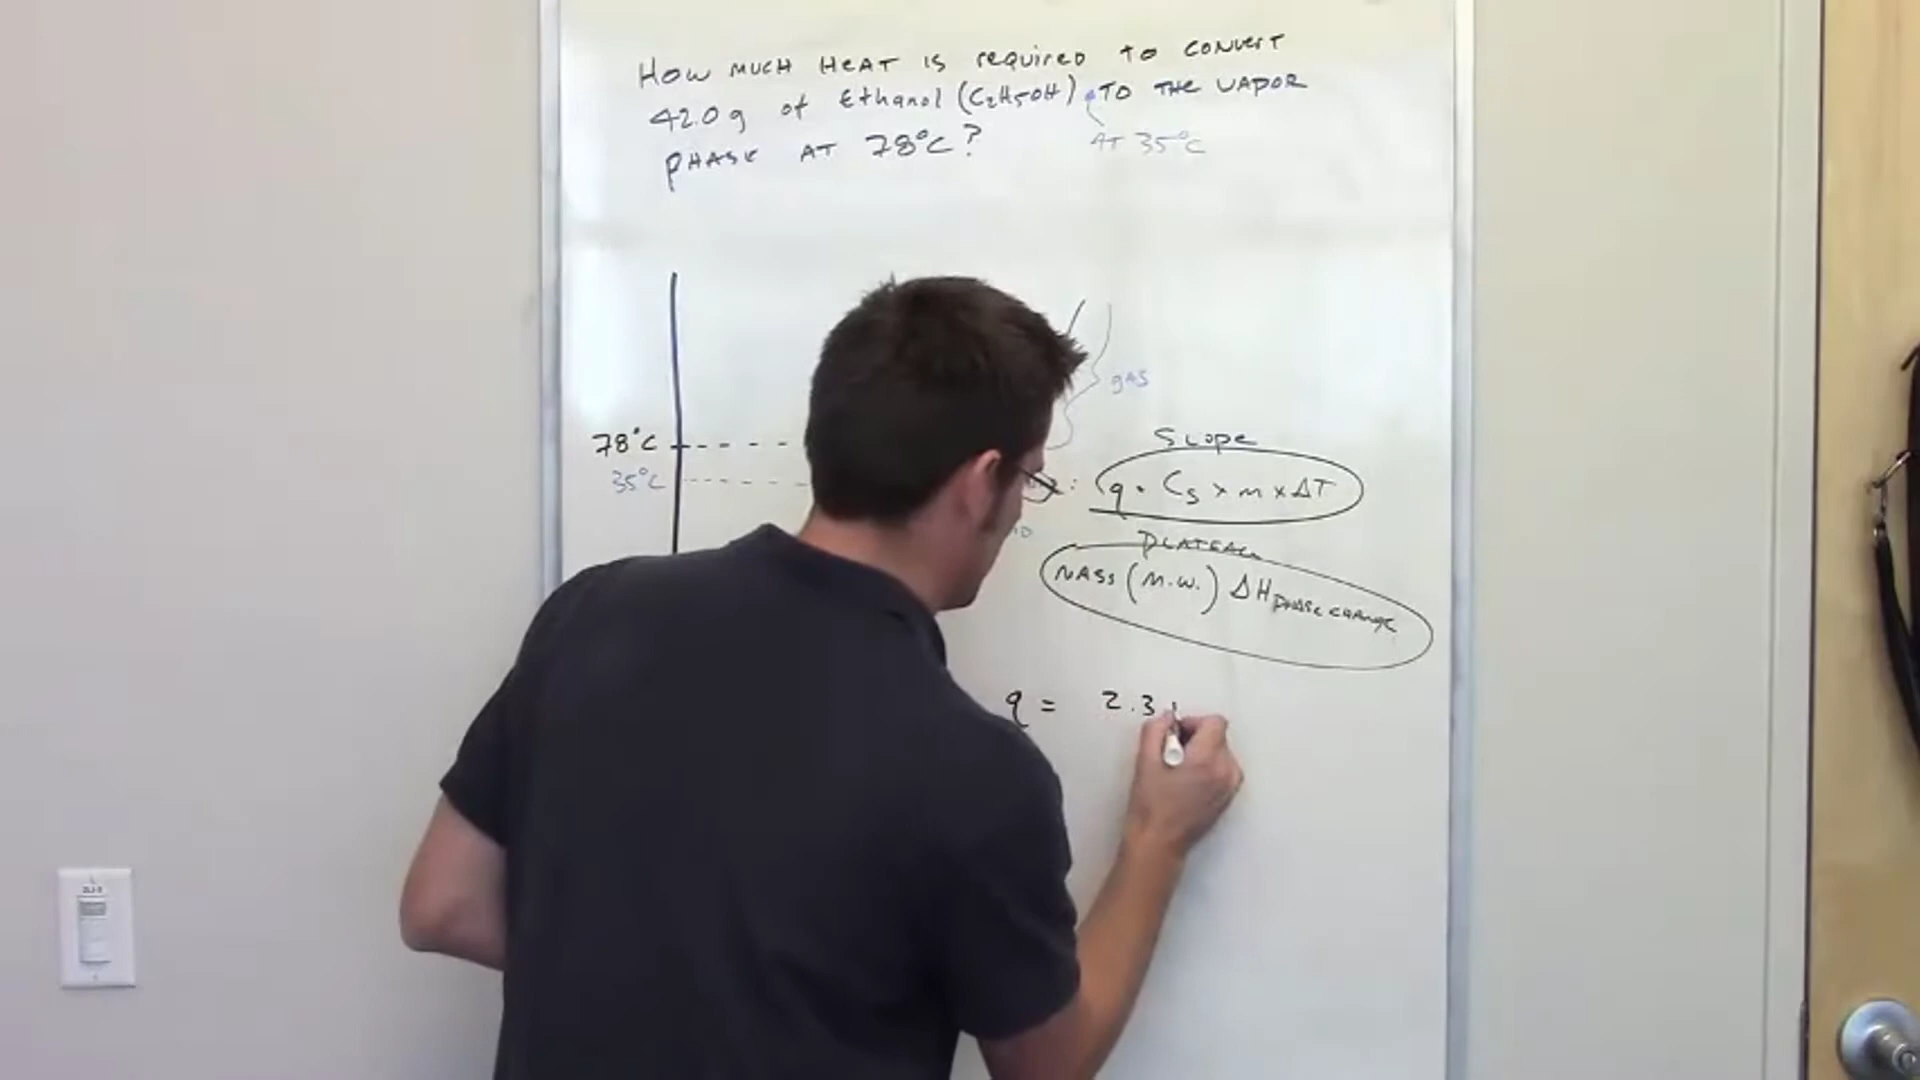 HOW MUCH HEAT IS required to CONVERT
42.0 g of Ethanol (C2H5OH) TO THE VAPOR
AT 35°C
PHASE AT 78°C?
gAS
78°C
35°C
SLOPE
q = Cs × m × ΔT
PLATEAU
MASS (M.W.) ΔH PHASE CHANGE
q = 2.3